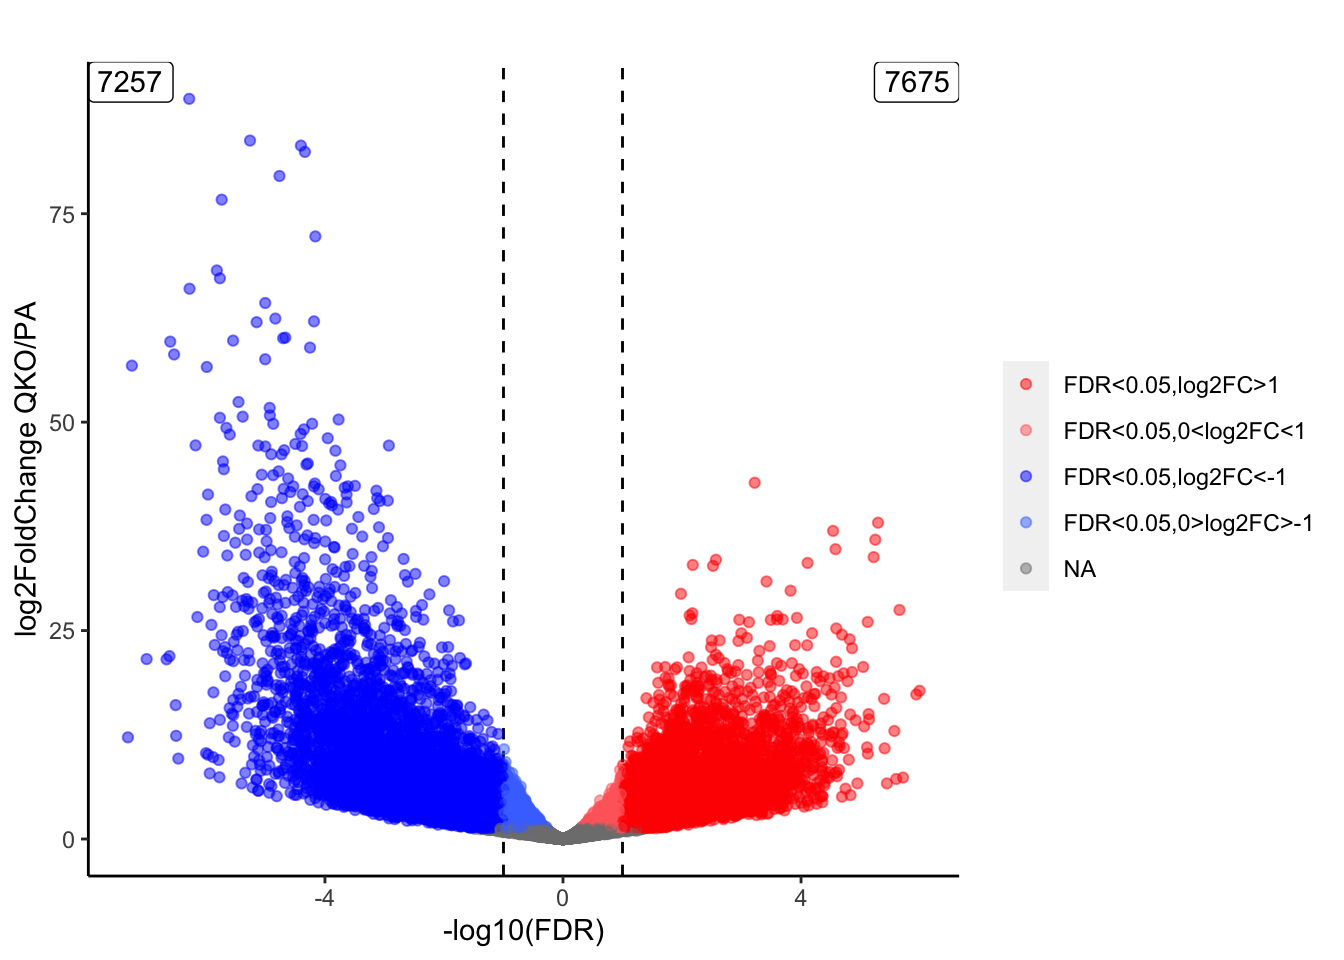 7257
7675
75
50
25
0
log2FoldChange QKO/PA
-4
0
4
-log10(FDR)
FDR<0.05,log2FC>1
FDR<0.05,0<log2FC<1
FDR<0.05,log2FC<-1
FDR<0.05,0>log2FC>-1
NA